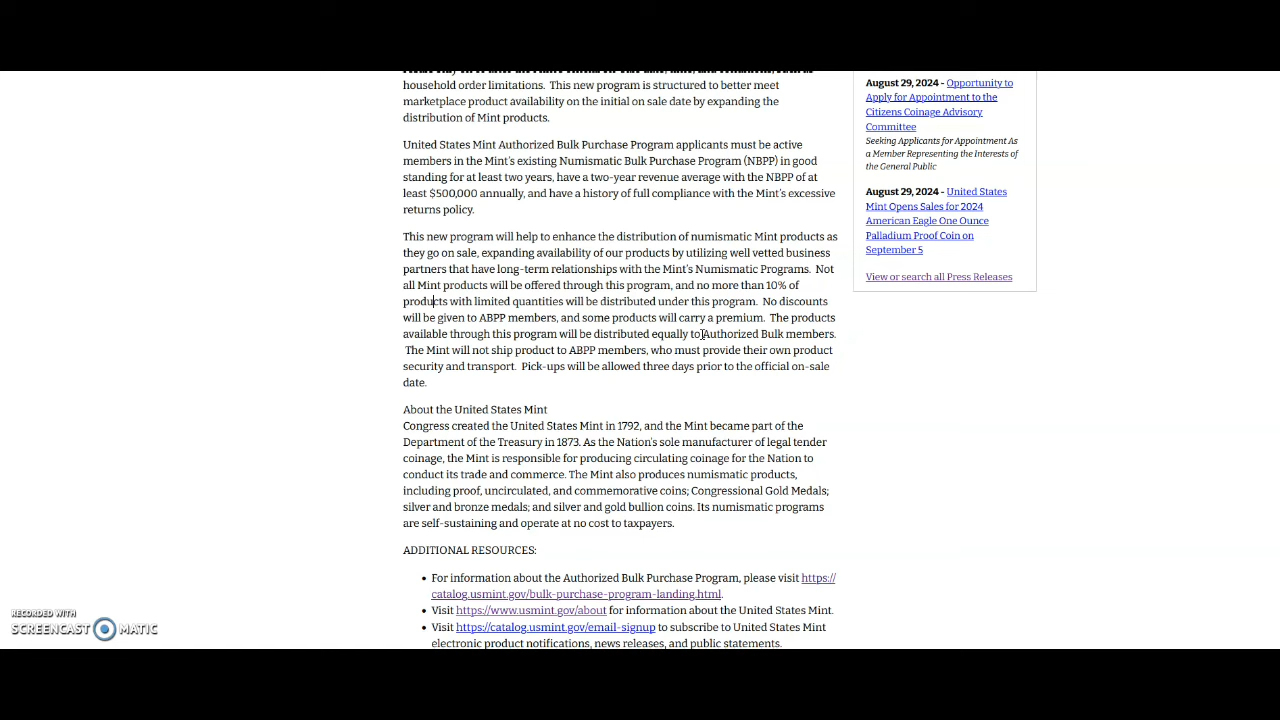 household order limitations.  This new program is structured to better meet
marketplace product availability on the initial on sale date by expanding the
distribution of Mint products.
United States Mint Authorized Bulk Purchase Program applicants must be active
members in the Mint's existing Numismatic Bulk Purchase Program (NBPP) in good
standing for at least two years, have a two-year revenue average with the NBPP of at
least $500,000 annually, and have a history of full compliance with the Mint's excessive
returns policy.
This new program will help to enhance the distribution of numismatic Mint products as
they go on sale, expanding availability of our products by utilizing well vetted business
partners that have long-term relationships with the Mint's Numismatic Programs.  Not
all Mint products will be offered through this program, and no more than 10% of
products with limited quantities will be distributed under this program.  No discounts
will be given to ABPP members, and some products will carry a premium.  The products
available through this program will be distributed equally to Authorized Bulk members.
The Mint will not ship product to ABPP members, who must provide their own product
security and transport.  Pick-ups will be allowed three days prior to the official on-sale
date.
About the United States Mint
Congress created the United States Mint in 1792, and the Mint became part of the
Department of the Treasury in 1873. As the Nation's sole manufacturer of legal tender
coinage, the Mint is responsible for producing circulating coinage for the Nation to
conduct its trade and commerce. The Mint also produces numismatic products,
including proof, uncirculated, and commemorative coins; Congressional Gold Medals;
silver and bronze medals; and silver and gold bullion coins. Its numismatic programs
are self-sustaining and operate at no cost to taxpayers.
ADDITIONAL RESOURCES:
• For information about the Authorized Bulk Purchase Program, please visit https://
catalog.usmint.gov/bulk-purchase-program-landing.html.
• Visit https://www.usmint.gov/about for information about the United States Mint.
• Visit https://catalog.usmint.gov/email-signup to subscribe to United States Mint
electronic product notifications, news releases, and public statements.
August 29, 2024 - Opportunity to
Apply for Appointment to the
Citizens Coinage Advisory
Committee
Seeking Applicants for Appointment As
a Member Representing the Interests of
the General Public
August 29, 2024 - United States
Mint Opens Sales for 2024
American Eagle One Ounce
Palladium Proof Coin on
September 5
View or search all Press Releases
RECORDED WITH
SCREENCAST MATIC